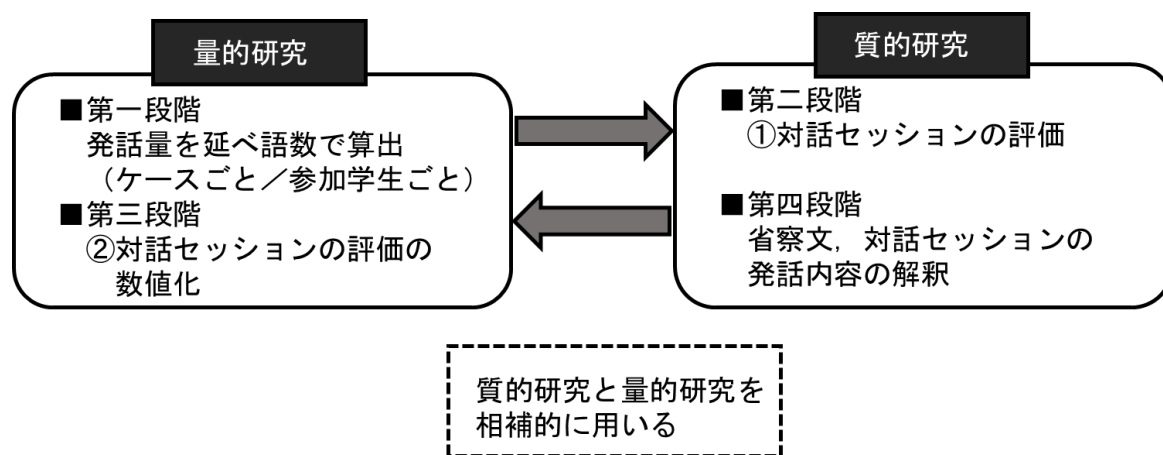 量的研究
■第一段階
発話量を延べ語数で算出
(ケースごと/参加学生ごと)
■第三段階
②対話セッションの評価の
数値化
質的研究
■第二段階
①対話セッションの評価
■第四段階
省察文,対話セッションの
発話内容の解釈
質的研究と量的研究を
相補的に用いる